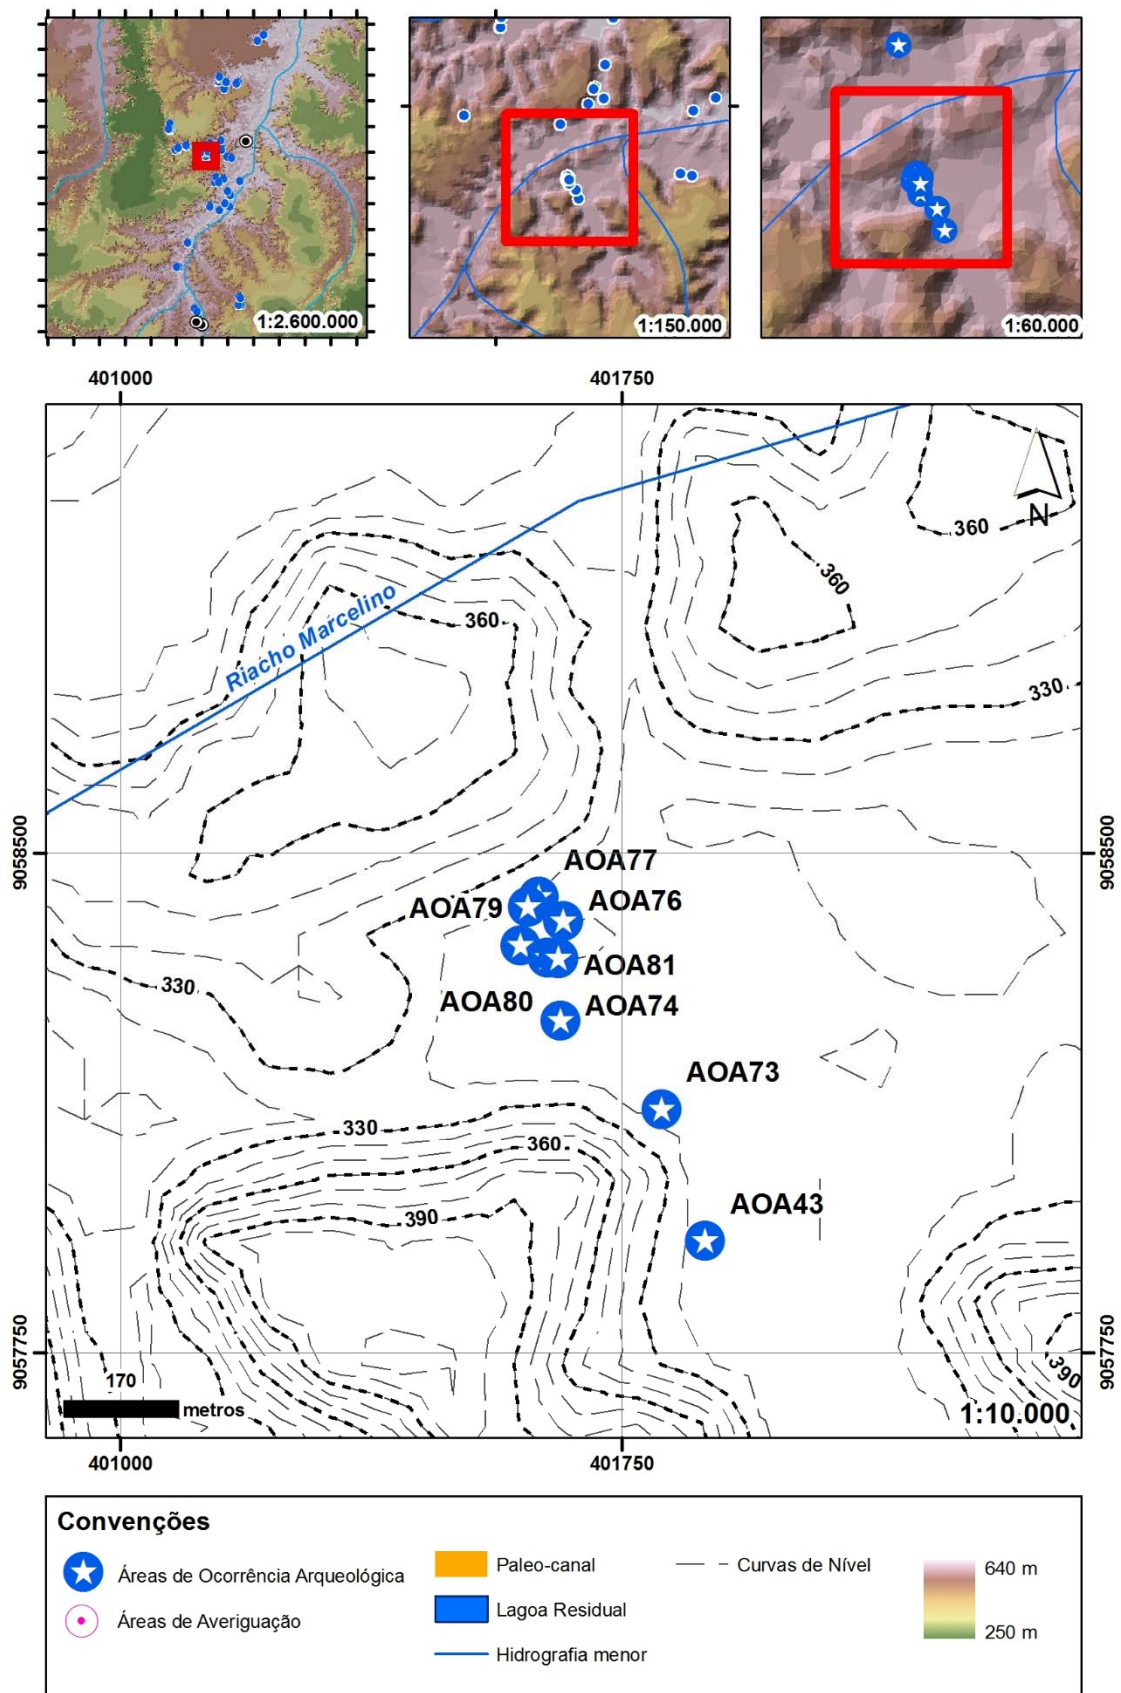 1:2.600.000
1:150.000
1:60.000
401000
401750
360
N
360
360
Riacho Marcelino
330
9058500
9058500
AOA77
AOA79
AOA76
AOA81
330
AOA80
AOA74
AOA73
330
360
AOA43
390
9057750
9057750
390
170
metros
1:10.000
401000
401750
Convenções
Áreas de Ocorrência Arqueológica
Paleo-canal
Curvas de Nível
640 m
Áreas de Averiguação
Lagoa Residual
250 m
Hidrografia menor